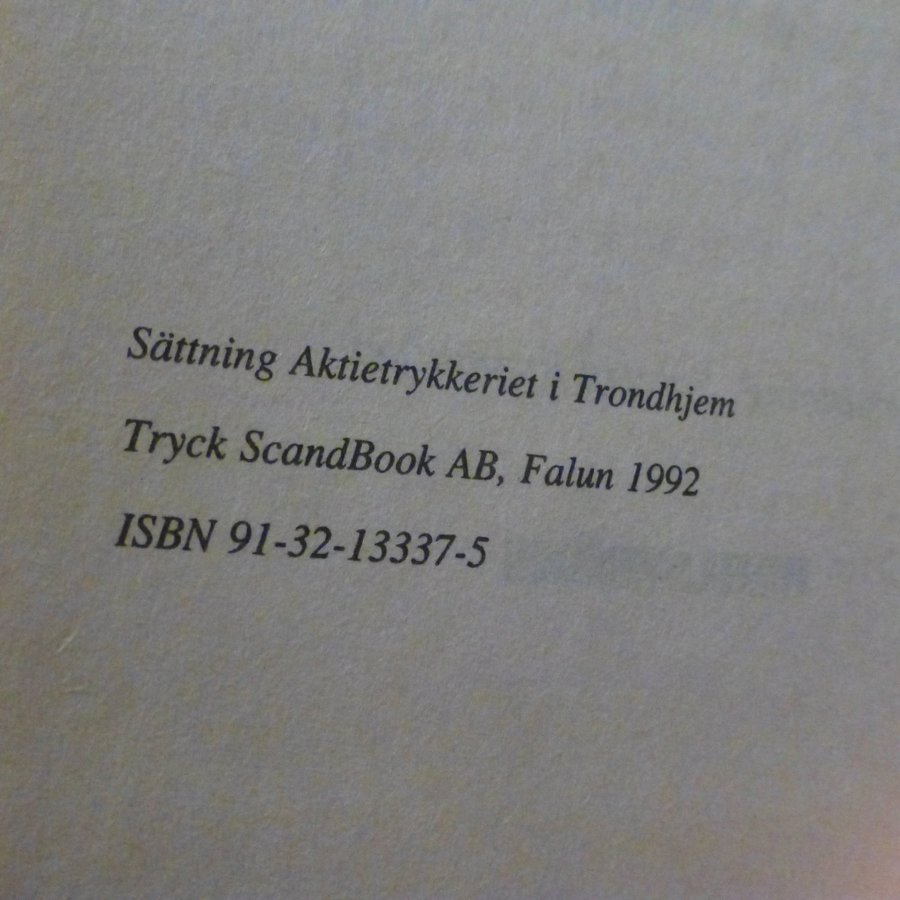 Sättning Aktietrykkeriet i Trondhjem
Tryck ScandBook AB, Falun 1992
ISBN 91-32-13337-5